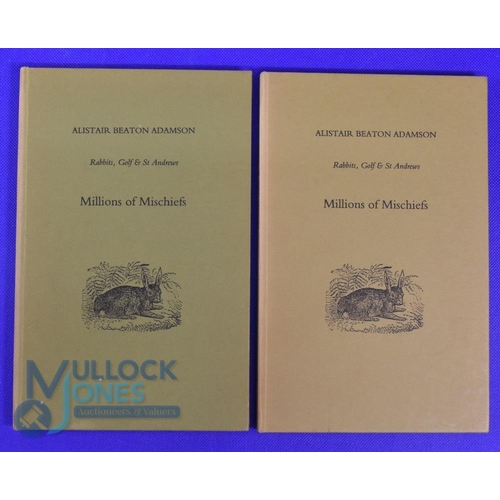 ALISTAIR BEATON ADAMSON
Rabbits, Golf & St Andrews
Millions of Mischiefs
ALISTAIR BEATON ADAMSON
Rabbits, Golf & St Andrews
Millions of Mischiefs
MULLOCK
JONES
Auctioneers & Valuers